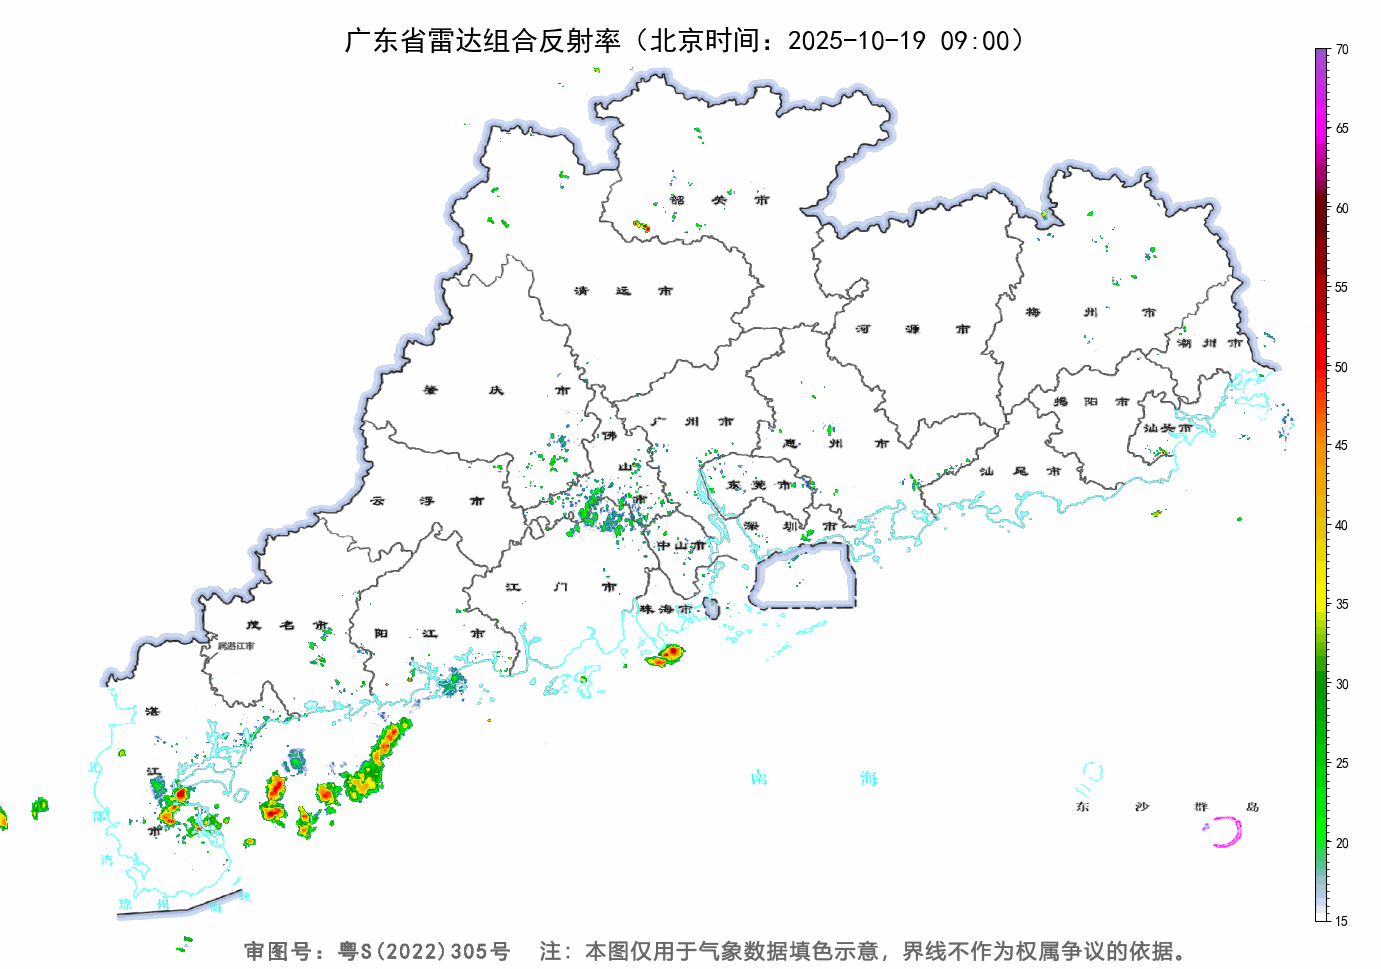 广东省雷达组合反射率（北京时间：2025-10-19 09:00）
70
65
60
55
50
45
40
35
30
25
20
15
韶关市
清远市
河源市
梅州市
潮州市
肇庆市
广州市
佛山市
惠州市
揭阳市
汕头市
汕尾市
东莞市
云浮市
深圳市
中山市
江门市
珠海市
茂名市
阳江市
属湛江市
湛江市
北部湾
南海
东沙群岛
琼州海峡
审图号：粤S(2022)305号 注：本图仅用于气象数据填色示意，界线不作为权属争议的依据。